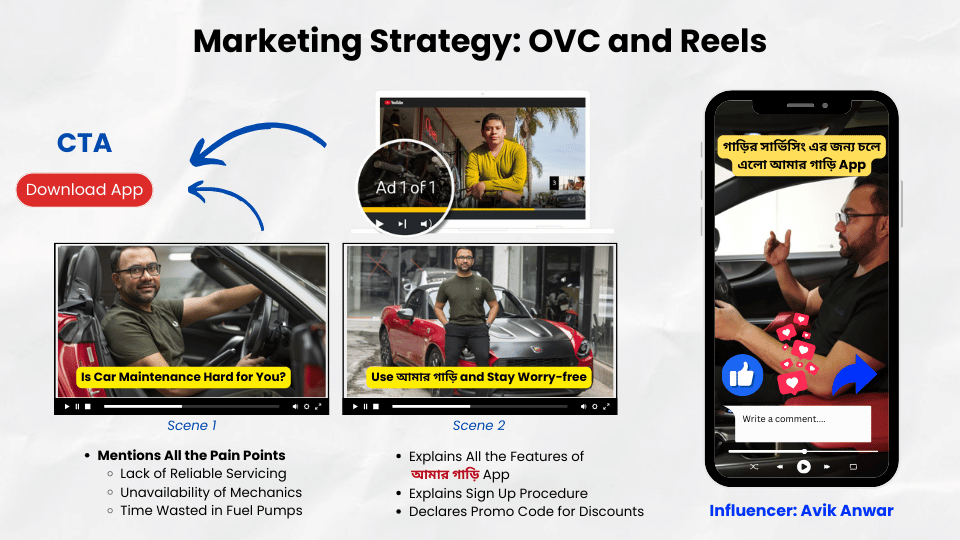 Marketing Strategy: OVC and Reels
CTA
Download App
YouTube
Ad 1 of 1
3
Is Car Maintenance Hard for You?
Use আমার গাড়ি and Stay Worry-free
Scene 1
Scene 2
Mentions All the Pain Points
Lack of Reliable Servicing
Unavailability of Mechanics
Time Wasted in Fuel Pumps
Explains All the Features of
আমার গাড়ি App
Explains Sign Up Procedure
Declares Promo Code for Discounts
গাড়ির সার্ভিসিং এর জন্য চলে
এলো আমার গাড়ি App
Write a comment....
Influencer: Avik Anwar